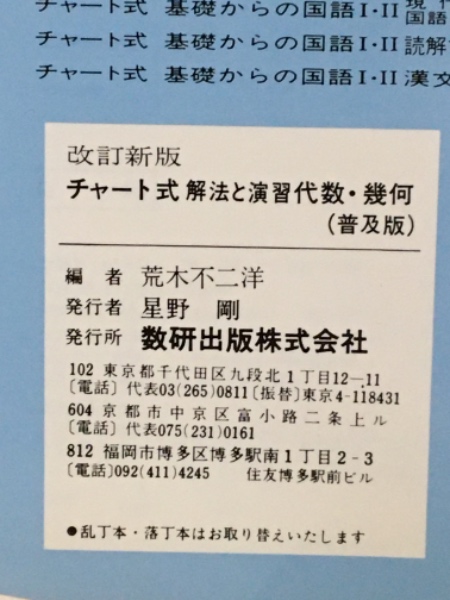 チャート式 基礎からの国語I・II 現代 国語
チャート式 基礎からの国語I・II 読解
チャート式 基礎からの国語I・II 漢文
改訂新版
チャート式 解法と演習代数・幾何
(普及版)
編者 荒木不二洋
発行者 星野 剛
発行所 数研出版株式会社
102 東京都千代田区九段北1丁目12―11
〔電話〕代表03(265)0811〔振替〕東京4-118431
604 京都市中京区富小路二条上ル
〔電話〕代表075(231)0161
812 福岡市博多区博多駅南1丁目2-3
〔電話〕092(411)4245 住友博多駅前ビル
●乱丁本・落丁本はお取り替えいたします